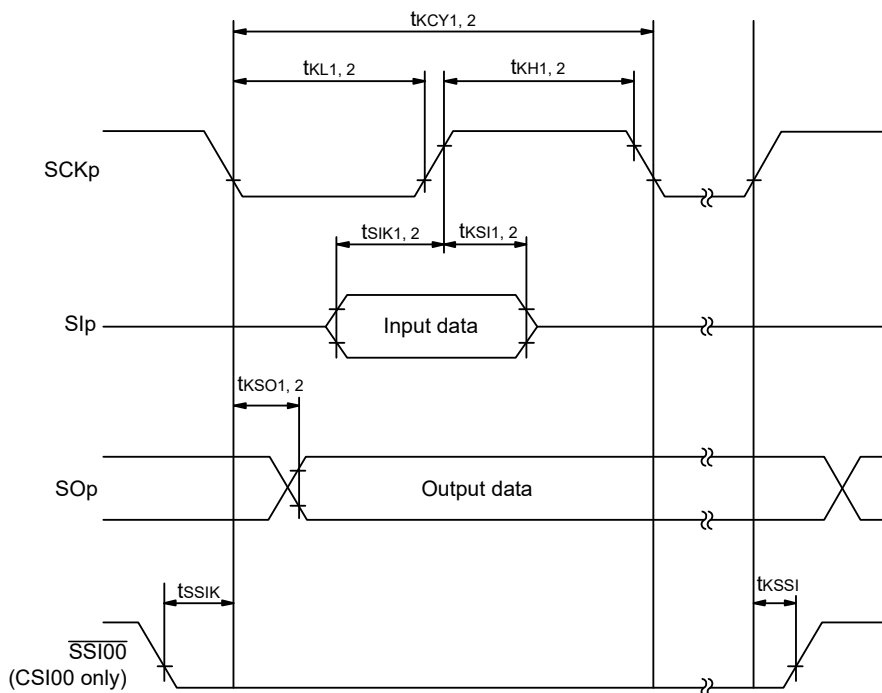 tKCY1, 2
tKL1, 2
tKH1, 2
SCKp
tSIK1, 2
tKSI1, 2
SIp
Input data
tKSO1, 2
SOp
Output data
tSSIK
tKSSI
SSI00
(CSI00 only)